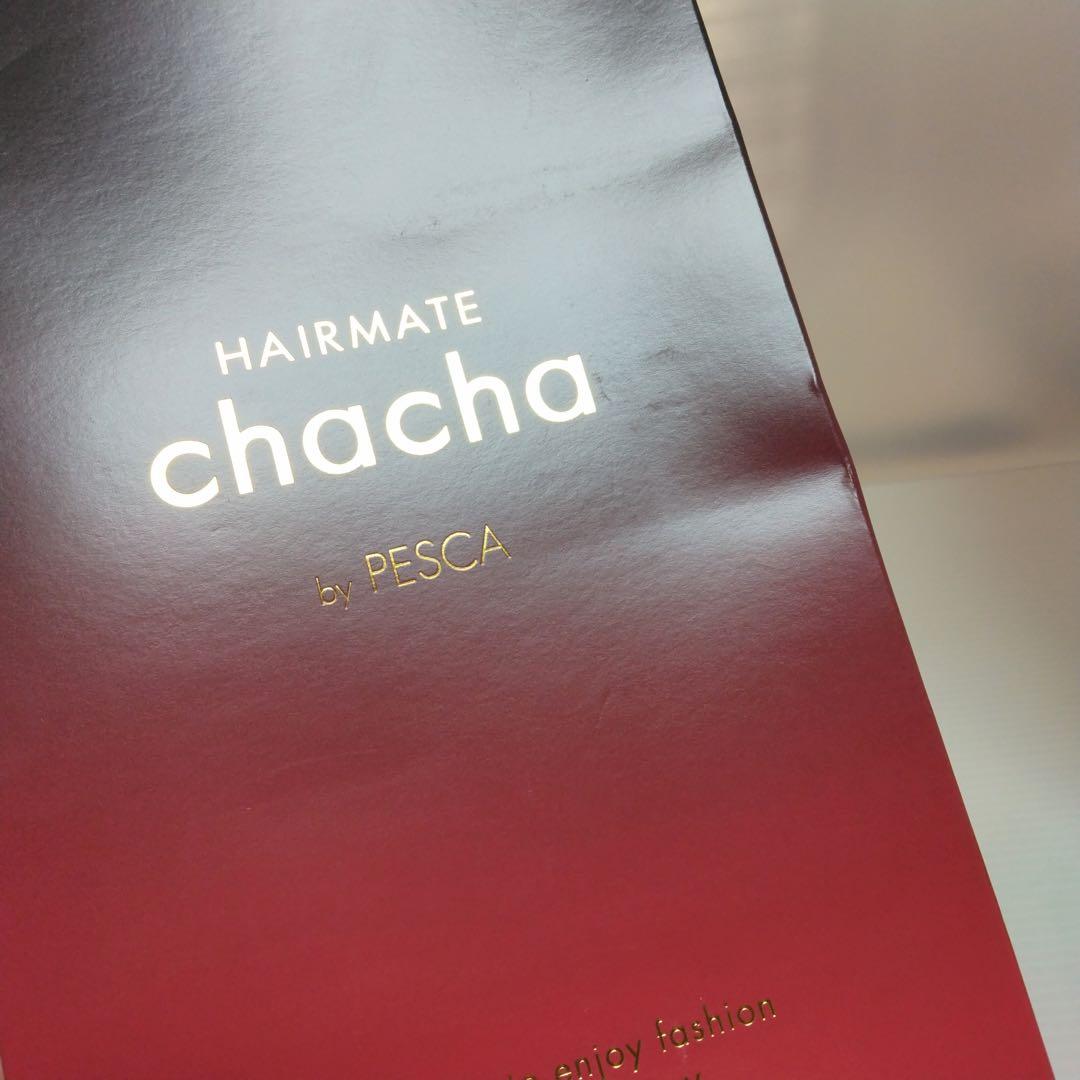 HAIRMATE
chacha
by PESCA
enjoy fashion